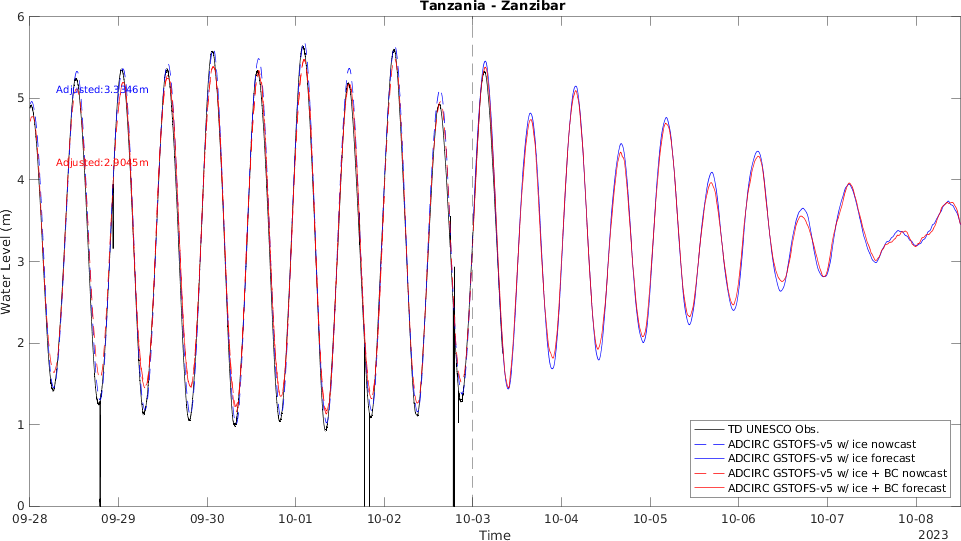 Tanzania - Zanzibar
6
5
4
3
2
1
0
Water Level (m)
Adjusted:3.3346m
Adjusted:2.9045m
TD UNESCO Obs.
ADCIRC GSTOFS-v5 w/ ice nowcast
ADCIRC GSTOFS-v5 w/ ice forecast
ADCIRC GSTOFS-v5 w/ ice + BC nowcast
ADCIRC GSTOFS-v5 w/ ice + BC forecast
09-28 09-29 09-30 10-01 10-02 10-03 10-04 10-05 10-06 10-07 10-08
Time
2023